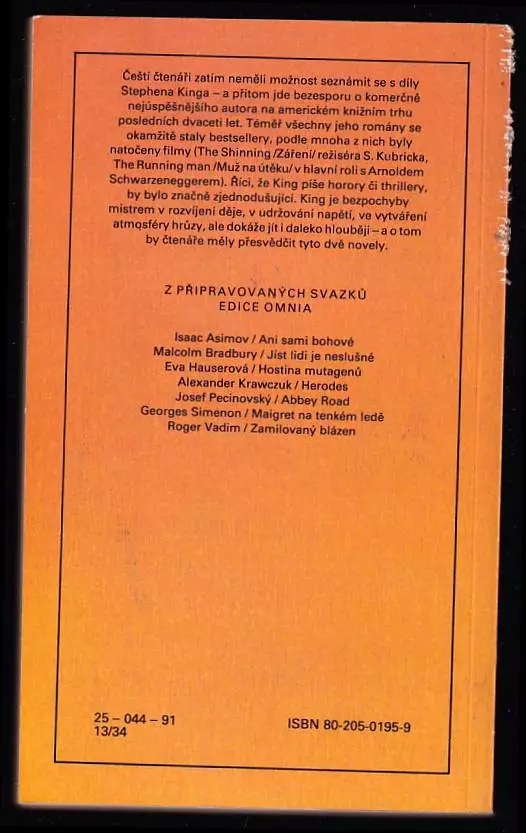 Čeští čtenáři zatím neměli možnost seznámit se s díly
Stephena Kinga – a přitom jde bezesporu o komerčně
nejúspěšnějšího autora na americkém knižním trhu
posledních dvaceti let. Téměř všechny jeho romány se
okamžitě staly bestsellery, podle mnoha z nich byly
natočeny filmy (The Shinning /Záření/ režiséra S. Kubricka,
The Running man /Muž na útěku/ v hlavní roli s Arnoldem
Schwarzeneggerem). Říci, že King píše horory či thrillery,
by bylo značně zjednodušující. King je bezpochyby
mistrem v rozvíjení děje, v udržování napětí, ve vytváření
atmosféry hrůzy, ale dokáže jít i daleko hlouběji – a o tom
by čtenáře měly přesvědčit tyto dvě novely.
Z PŘIPRAVOVANÝCH SVAZKŮ
EDICE OMNIA
Isaac Asimov / Ani sami bohové
Malcolm Bradbury / Jíst lidi je neslušné
Eva Hauserová / Hostina mutagenů
Alexander Krawczuk / Herodes
Josef Pecinovský / Abbey Road
Georges Simenon / Maigret na tenkém ledě
Roger Vadim / Zamilovaný blázen
25 – 044 – 91
13/34
ISBN 80-205-0195-9